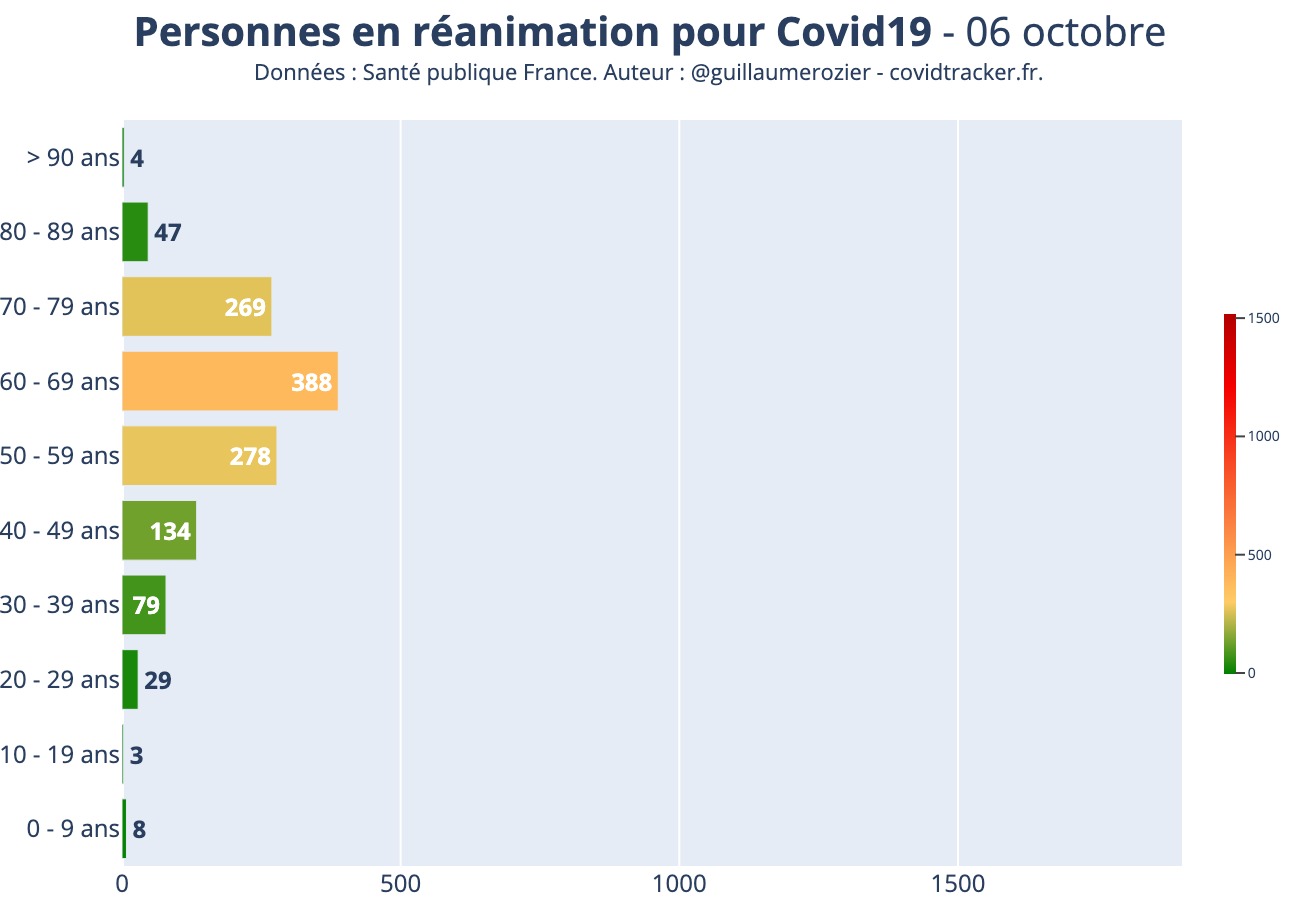 Personnes en réanimation pour Covid19 - 06 octobre
Données : Santé publique France. Auteur : @guillaumerozier - covidtracker.fr.
> 90 ans 4
80 - 89 ans 47
70 - 79 ans 269
60 - 69 ans 388
50 - 59 ans 278
40 - 49 ans 134
30 - 39 ans 79
20 - 29 ans 29
10 - 19 ans 3
0 - 9 ans 8
0 500 1000 1500
1500
1000
500
0